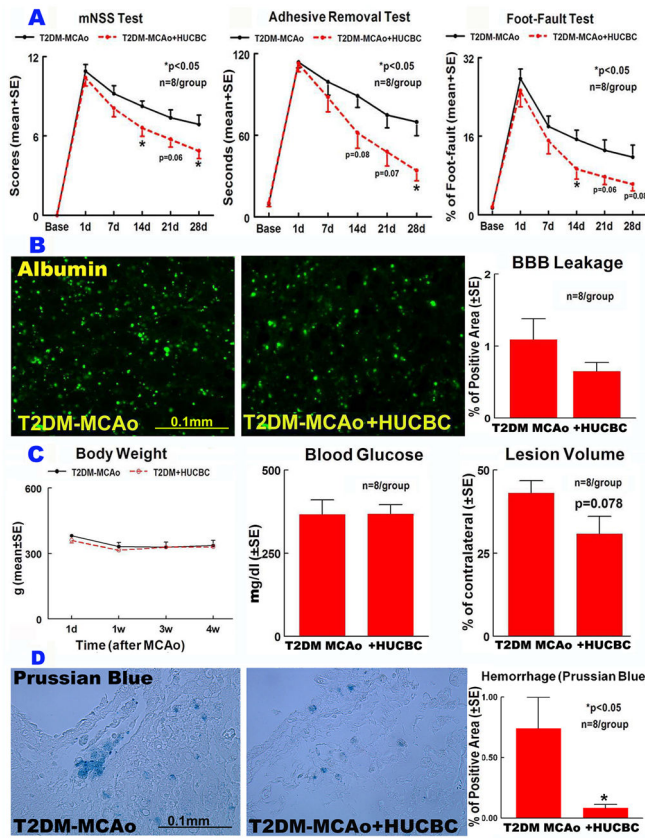 A
mNSS Test
T2DM-MCAo T2DM-MCAo+HUCBC
*p<0.05
n=8/group
Scores (mean+SE)
12
6
0
*
p=0.06
*
Base 1d 7d 14d 21d 28d
Adhesive Removal Test
T2DM-MCAo T2DM-MCAo+HUCBC
*p<0.05
n=8/group
Seconds (mean+SE)
120
60
0
p=0.08
p=0.07
*
Base 1d 7d 14d 21d 28d
Foot-Fault Test
T2DM-MCAo T2DM-MCAo+HUCBC
*p<0.05
n=8/group
% of Foot-fault (mean+SE)
32
16
0
*
p=0.06
p=0.08
Base 1d 7d 14d 21d 28d
B
Albumin
T2DM-MCAo
0.1mm
T2DM-MCAo+HUCBC
BBB Leakage
n=8/group
% of Positive Area (±SE)
2
1
0
T2DM MCAo +HUCBC
C
Body Weight
T2DM-MCAo T2DM+HUCBC
g (mean±SE)
600
300
0
1d 1w 3w 4w
Time (after MCAo)
Blood Glucose
n=8/group
mg/dl (±SE)
500
250
0
T2DM MCAo +HUCBC
Lesion Volume
n=8/group
p=0.078
% of contralateral (±SE)
50
25
0
T2DM MCAo +HUCBC
D
Prussian Blue
T2DM-MCAo
0.1mm
T2DM-MCAo+HUCBC
Hemorrhage (Prussian Blue
*p<0.05
n=8/group
% of Positive Area (±SE)
1.00
0.50
0.00
*
T2DM MCAo +HUCBC